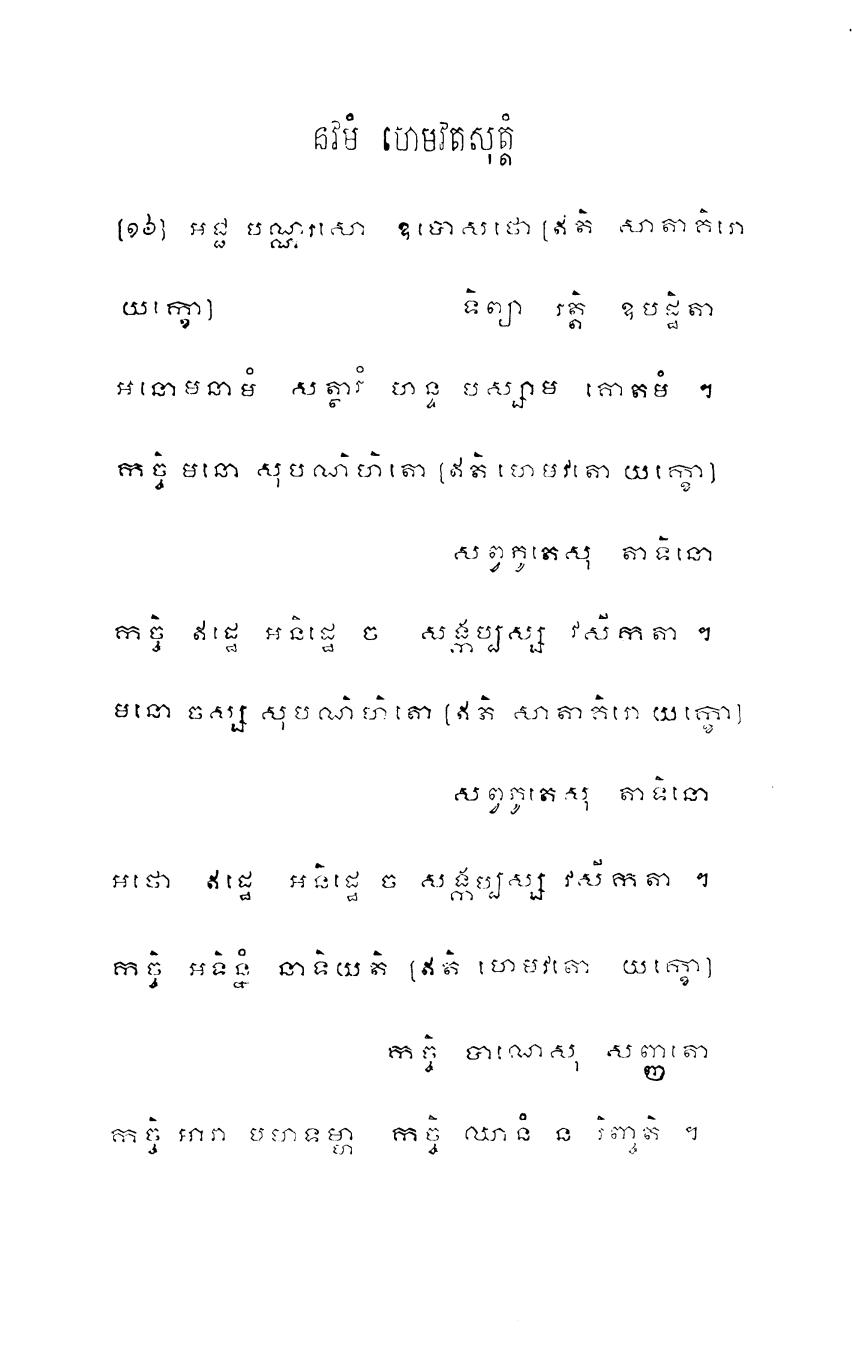 នវមំ ហេមវតសុត្តំ
[១៦] អជ្ជ បណ្ណរសោ ឧបោសថោ [ឥតិ សាតាគិរោ
យក្ខោ] ទិព្យា រត្តិ ឧបដ្ឋិតា
អនោមនាមំ សត្ថារំ ហន្ទ បស្សាម គោតមំ ។
កច្ចិ មនោ សុបណិហិតោ [ឥតិ ហេមវតោ យក្ខោ]
សព្វភូតេសុ តាទិនោ
កច្ចិ ឥដ្ឋេ អនិដ្ឋេ ច សង្កប្បស្ស វសីកតា ។
មនោ ចស្ស សុបណិហិតោ [ឥតិ សាតាគិរោ យក្ខោ]
សព្វភូតេសុ តាទិនោ
អថោ ឥដ្ឋេ អនិដ្ឋេ ច សង្កប្បស្ស វសីកតា ។
កច្ចិ អទិន្នំ នាទិយតិ [ឥតិ ហេមវតោ យក្ខោ]
កច្ចិ បាណេសុ សញ្ញតោ
កច្ចិ អារា បមាទម្ហា កច្ចិ ឈានំ ន រិញ្ចតិ ។